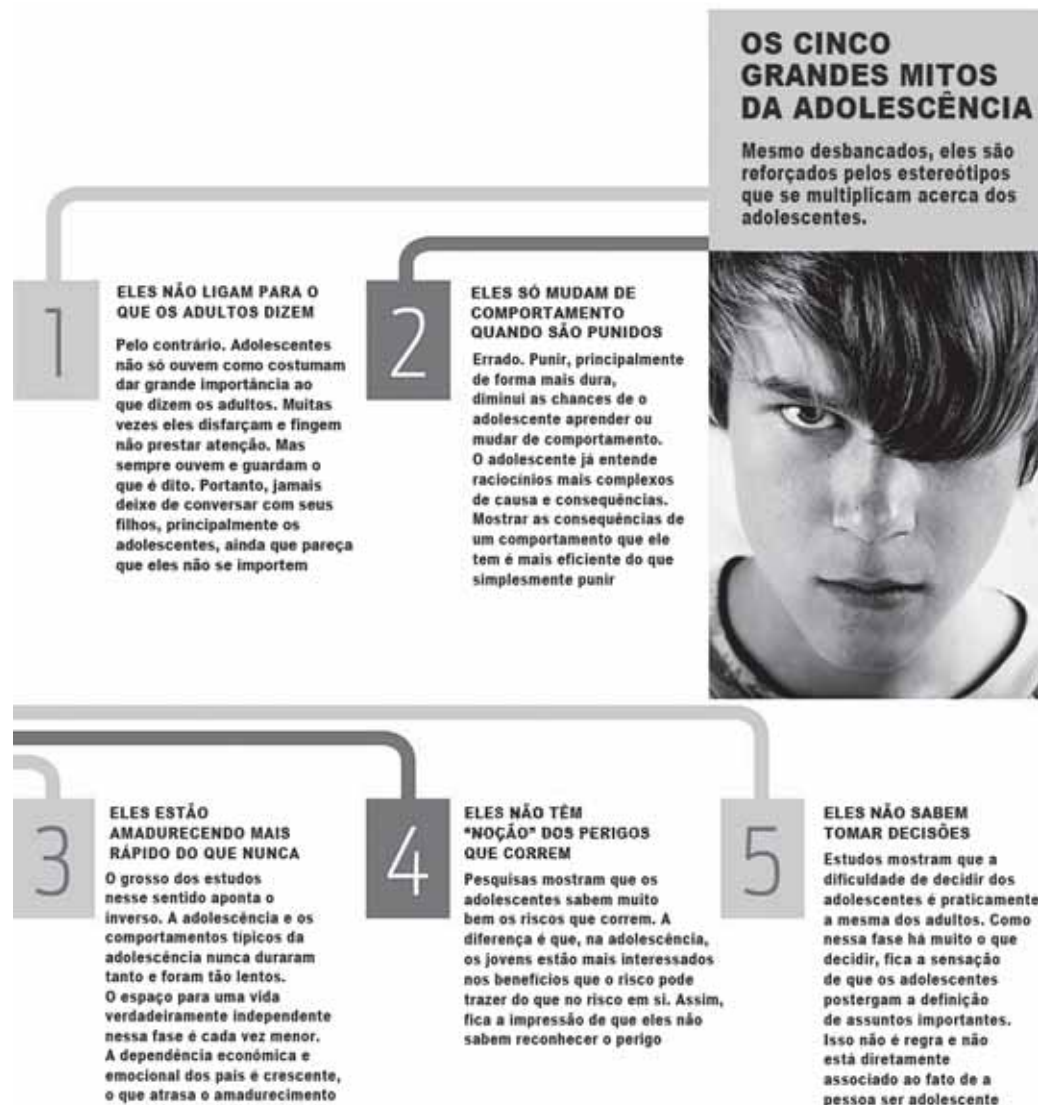 OS CINCO
GRANDES MITOS
DA ADOLESCÊNCIA
Mesmo desbancados, eles são
reforçados pelos estereótipos
que se multiplicam acerca dos
adolescentes.
1
ELES NÃO LIGAM PARA O
QUE OS ADULTOS DIZEM
Pelo contrário. Adolescentes
não só ouvem como costumam
dar grande importância ao
que dizem os adultos. Muitas
vezes eles disfarçam e fingem
não prestar atenção. Mas
sempre ouvem e guardam o
que é dito. Portanto, jamais
deixe de conversar com seus
filhos, principalmente os
adolescentes, ainda que pareça
que eles não se importem
2
ELES SÓ MUDAM DE
COMPORTAMENTO
QUANDO SÃO PUNIDOS
Errado. Punir, principalmente
de forma mais dura,
diminui as chances de o
adolescente aprender ou
mudar de comportamento.
O adolescente já entende
raciocínios mais complexos
de causa e consequências.
Mostrar as consequências de
um comportamento que ele
tem é mais eficiente do que
simplesmente punir
3
ELES ESTÃO
AMADURECENDO MAIS
RÁPIDO DO QUE NUNCA
O grosso dos estudos
nesse sentido aponta o
inverso. A adolescência e os
comportamentos típicos da
adolescência nunca duraram
tanto e foram tão lentos.
O espaço para uma vida
verdadeiramente independente
nessa fase é cada vez menor.
A dependência econômica e
emocional dos pais é crescente,
o que atrasa o amadurecimento
4
ELES NÃO TÊM
"NOÇÃO" DOS PERIGOS
QUE CORREM
Pesquisas mostram que os
adolescentes sabem muito
bem os riscos que correm. A
diferença é que, na adolescência,
os jovens estão mais interessados
nos benefícios que o risco pode
trazer do que no risco em si. Assim,
fica a impressão de que eles não
sabem reconhecer o perigo
5
ELES NÃO SABEM
TOMAR DECISÕES
Estudos mostram que a
dificuldade de decidir dos
adolescentes é praticamente
a mesma dos adultos. Como
nessa fase há muito o que
decidir, fica a sensação
de que os adolescentes
postergam a definição
de assuntos importantes.
Isso não é regra e não
está diretamente
associado ao fato de a
pessoa ser adolescente